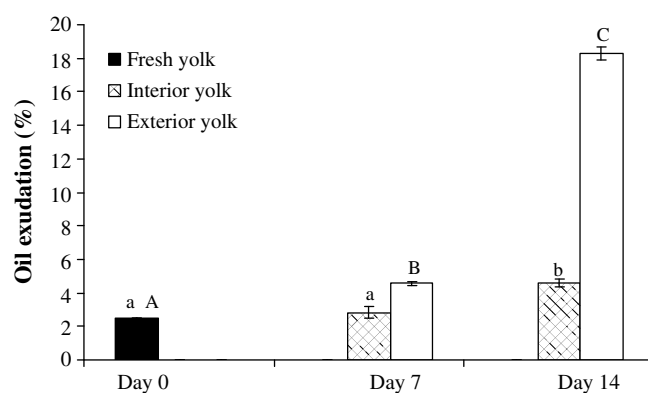 20
18
16
14
12
10
8
6
4
2
0
Oil exudation (%)
Fresh yolk
Interior yolk
Exterior yolk
a A
a
B
b
C
Day 0
Day 7
Day 14